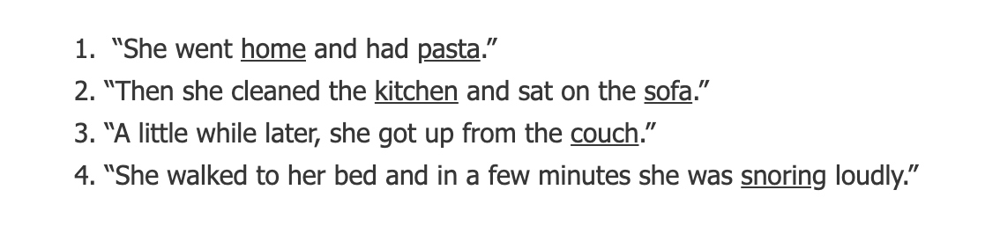 1. “She went home and had pasta.”
2. “Then she cleaned the kitchen and sat on the sofa.”
3. “A little while later, she got up from the couch.”
4. “She walked to her bed and in a few minutes she was snoring loudly.”